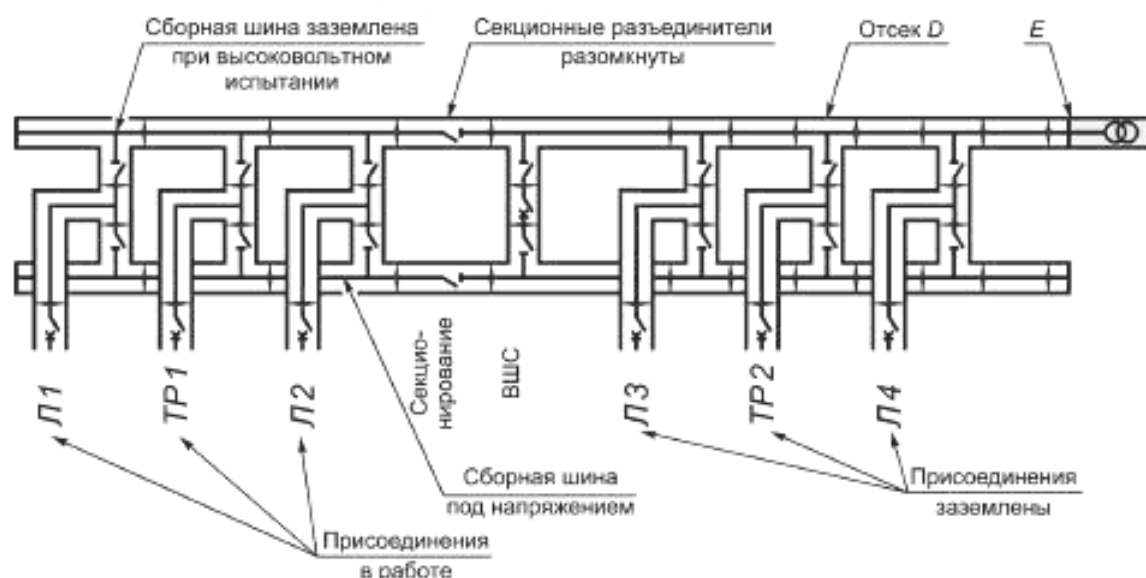 Сборная шина заземлена
при высоковольтном
испытании
Секционные разъединители
разомкнуты
Отсек D
E
Л1
ТР1
Л2
Секцио-
нирование
ВШС
Л3
ТР2
Л4
Сборная шина
под напряжением
Присоединения
заземлены
Присоединения
в работе